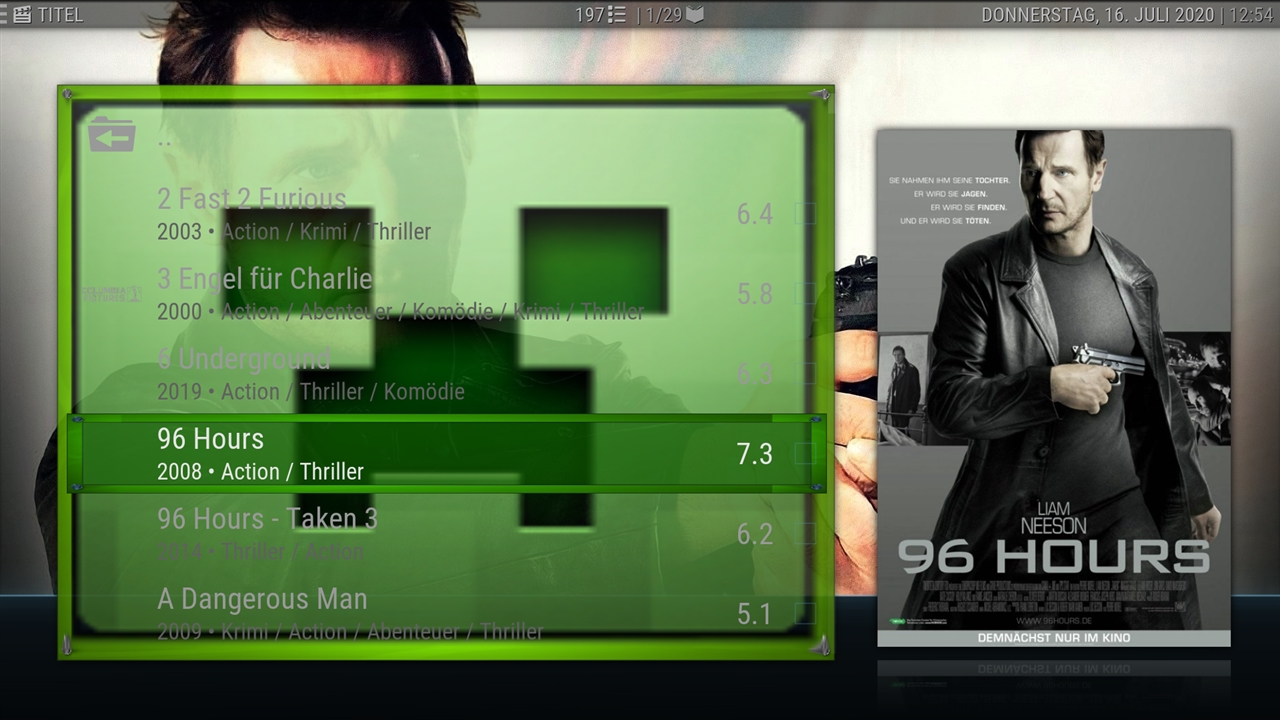 TITEL
197 | 1/29
DONNERSTAG, 16. JULI 2020 | 12:54
..
2 Fast 2 Furious
2003 • Action / Krimi / Thriller
6.4
3 Engel für Charlie
2000 • Action / Abenteuer / Komödie / Krimi / Thriller
5.8
COLUMBIA
PICTURES
6 Underground
2019 • Action / Thriller / Komödie
6.3
96 Hours
2008 • Action / Thriller
7.3
96 Hours - Taken 3
2014 • Thriller / Action
6.2
A Dangerous Man
2009 • Krimi / Action / Abenteuer / Thriller
5.1
SIE NAHMEN IHM SEINE TOCHTER.
ER WIRD SIE JAGEN.
ER WIRD SIE FINDEN.
UND ER WIRD SIE TÖTEN.
LIAM
NEESON
96 HOURS
WWW.96HOURS.DE
DEMNÄCHST NUR IM KINO